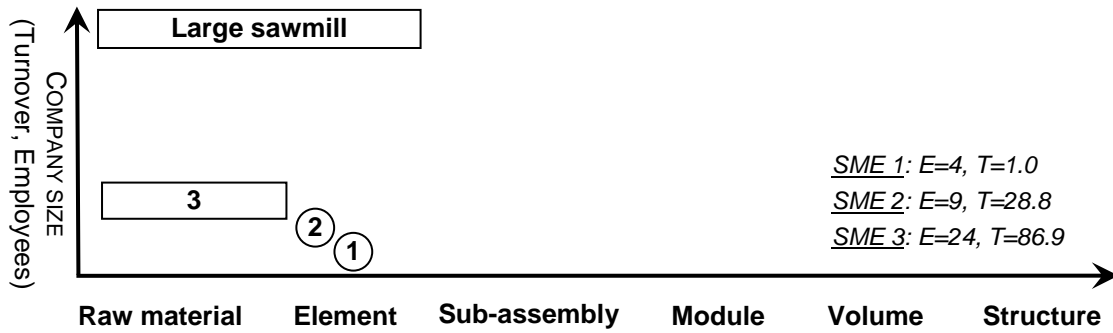 Large sawmill
COMPANY SIZE
(Turnover, Employees)
3
2
1
SME 1: E=4, T=1.0
SME 2: E=9, T=28.8
SME 3: E=24, T=86.9
Raw material Element Sub-assembly Module Volume Structure